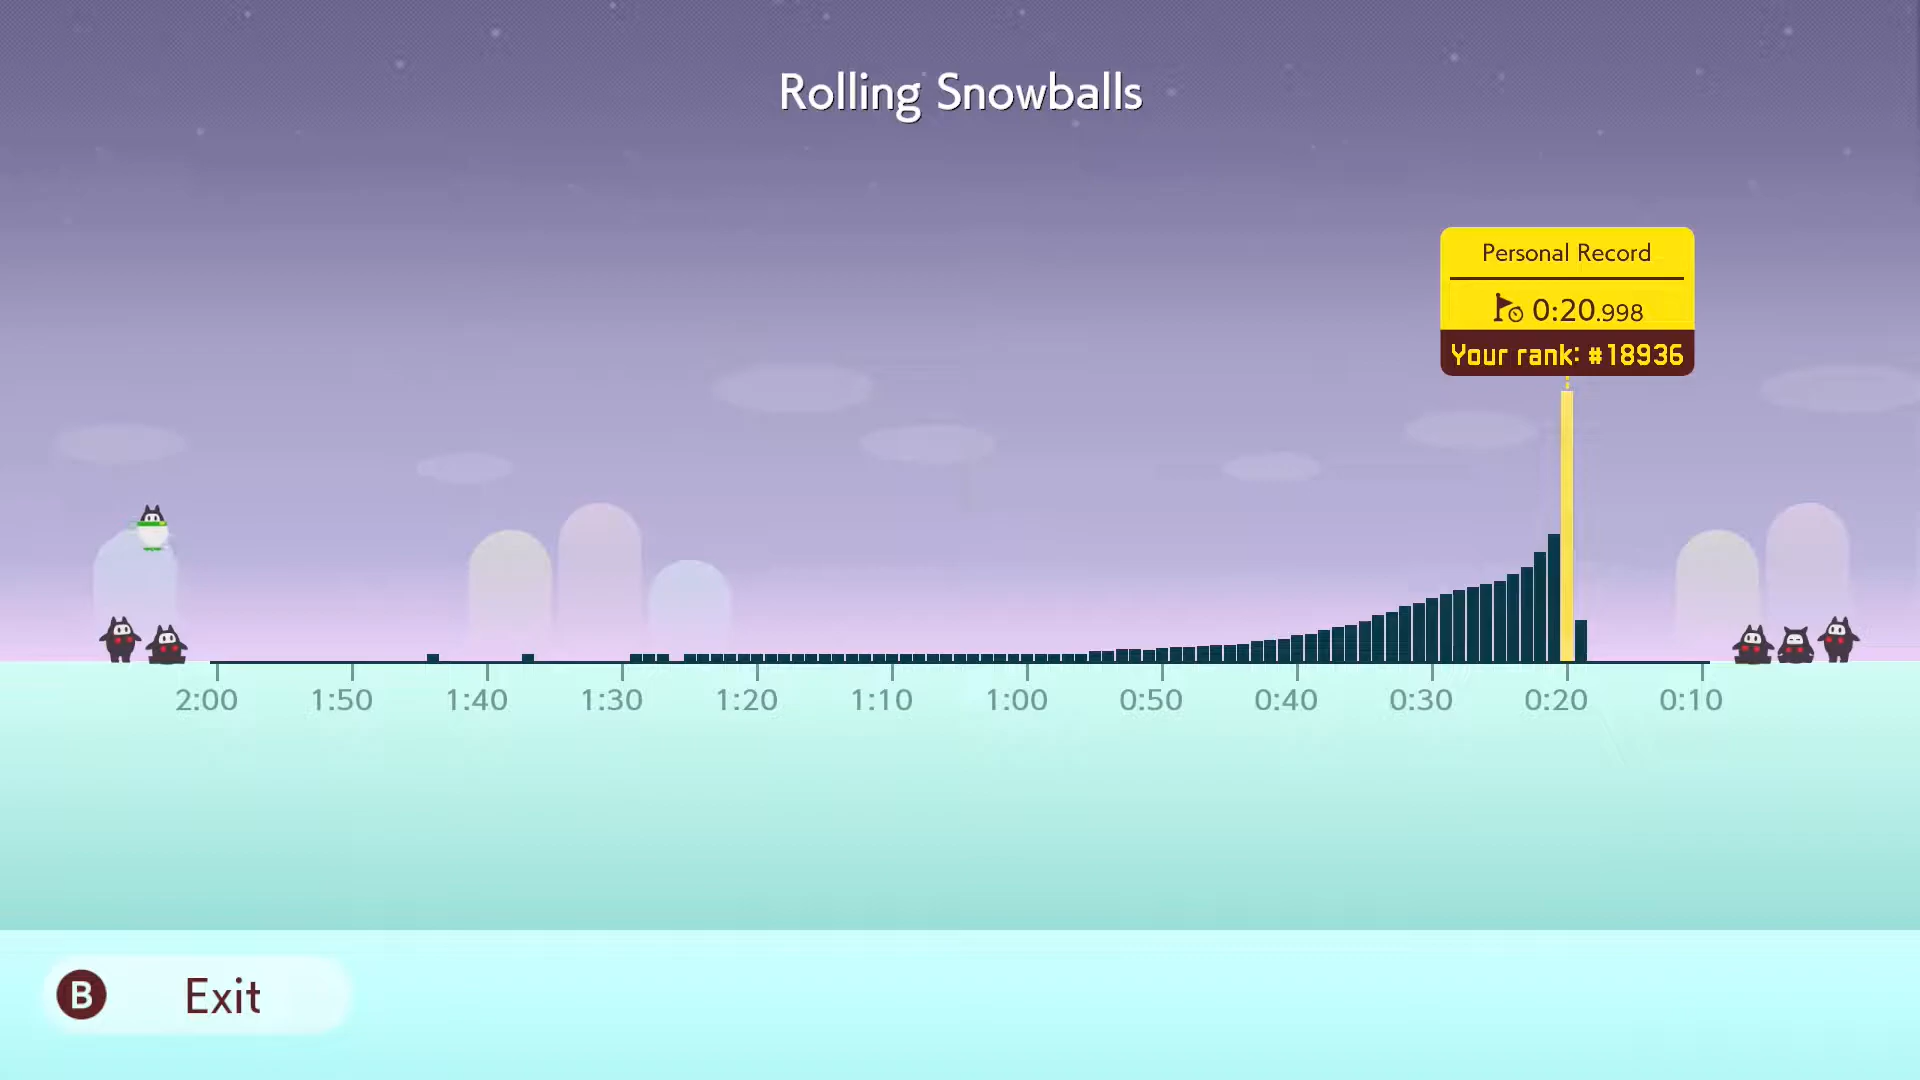 Rolling Snowballs
Personal Record
0:20.998
Your rank: #18936
2:00 1:50 1:40 1:30 1:20 1:10 1:00 0:50 0:40 0:30 0:20 0:10
B Exit